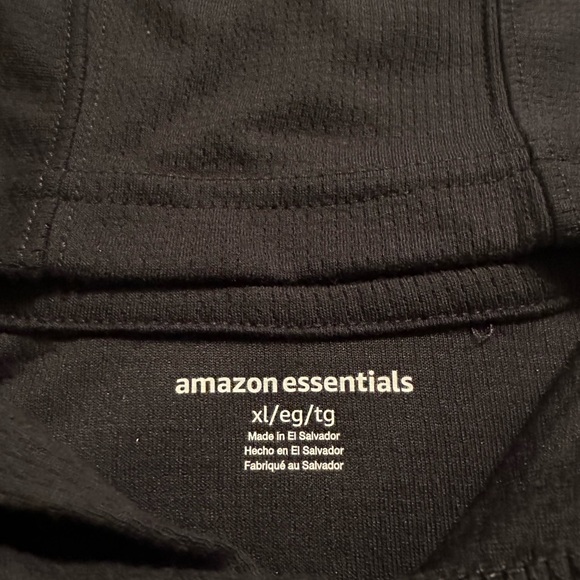 amazon essentials
xl/eg/tg
Made in El Salvador
Hecho en El Salvador
Fabriqué au Salvador